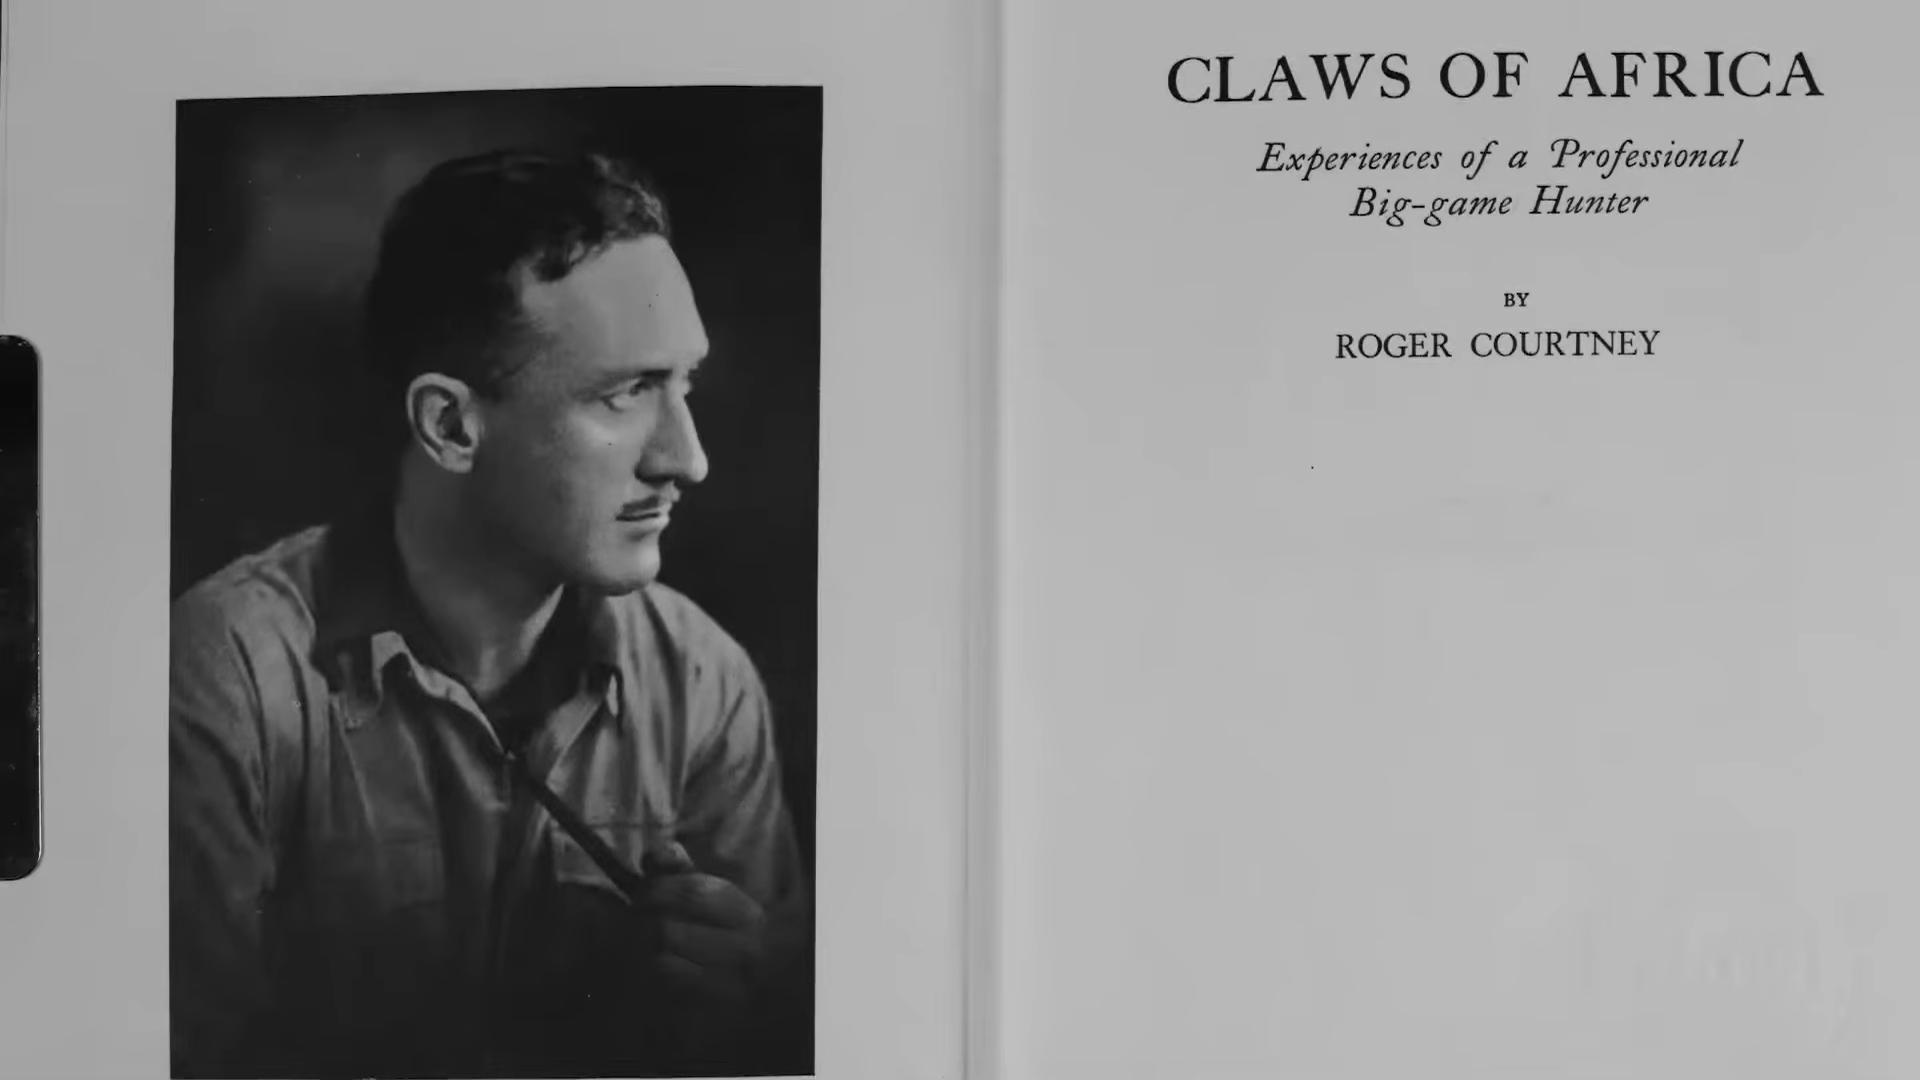 CLAWS OF AFRICA
Experiences of a Professional
Big-game Hunter
BY
ROGER COURTNEY